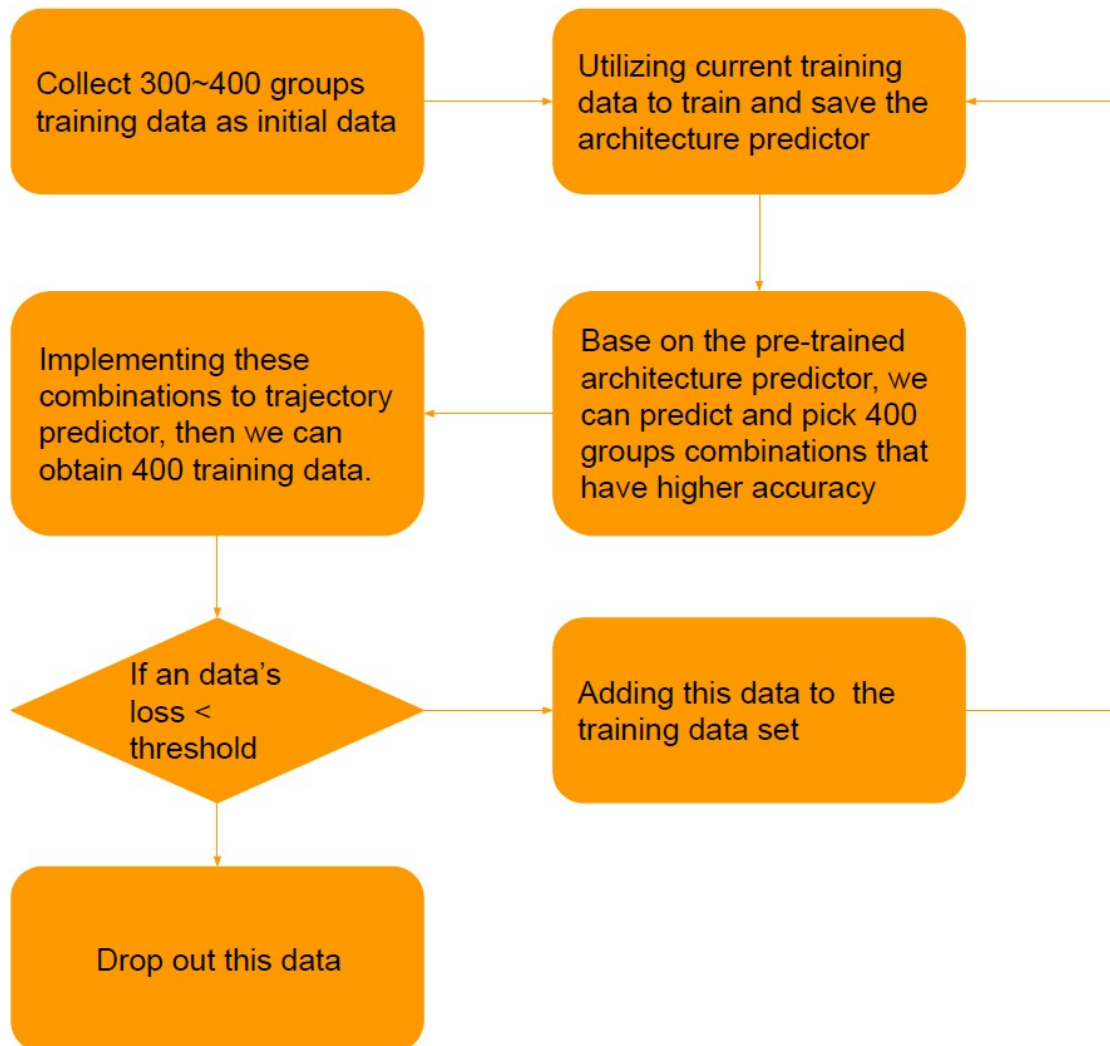 Collect 300~400 groups
training data as initial data
Utilizing current training
data to train and save the
architecture predictor
Base on the pre-trained
architecture predictor, we
can predict and pick 400
groups combinations that
have higher accuracy
Implementing these
combinations to trajectory
predictor, then we can
obtain 400 training data.
If an data’s
loss <
threshold
Adding this data to  the
training data set
Drop out this data